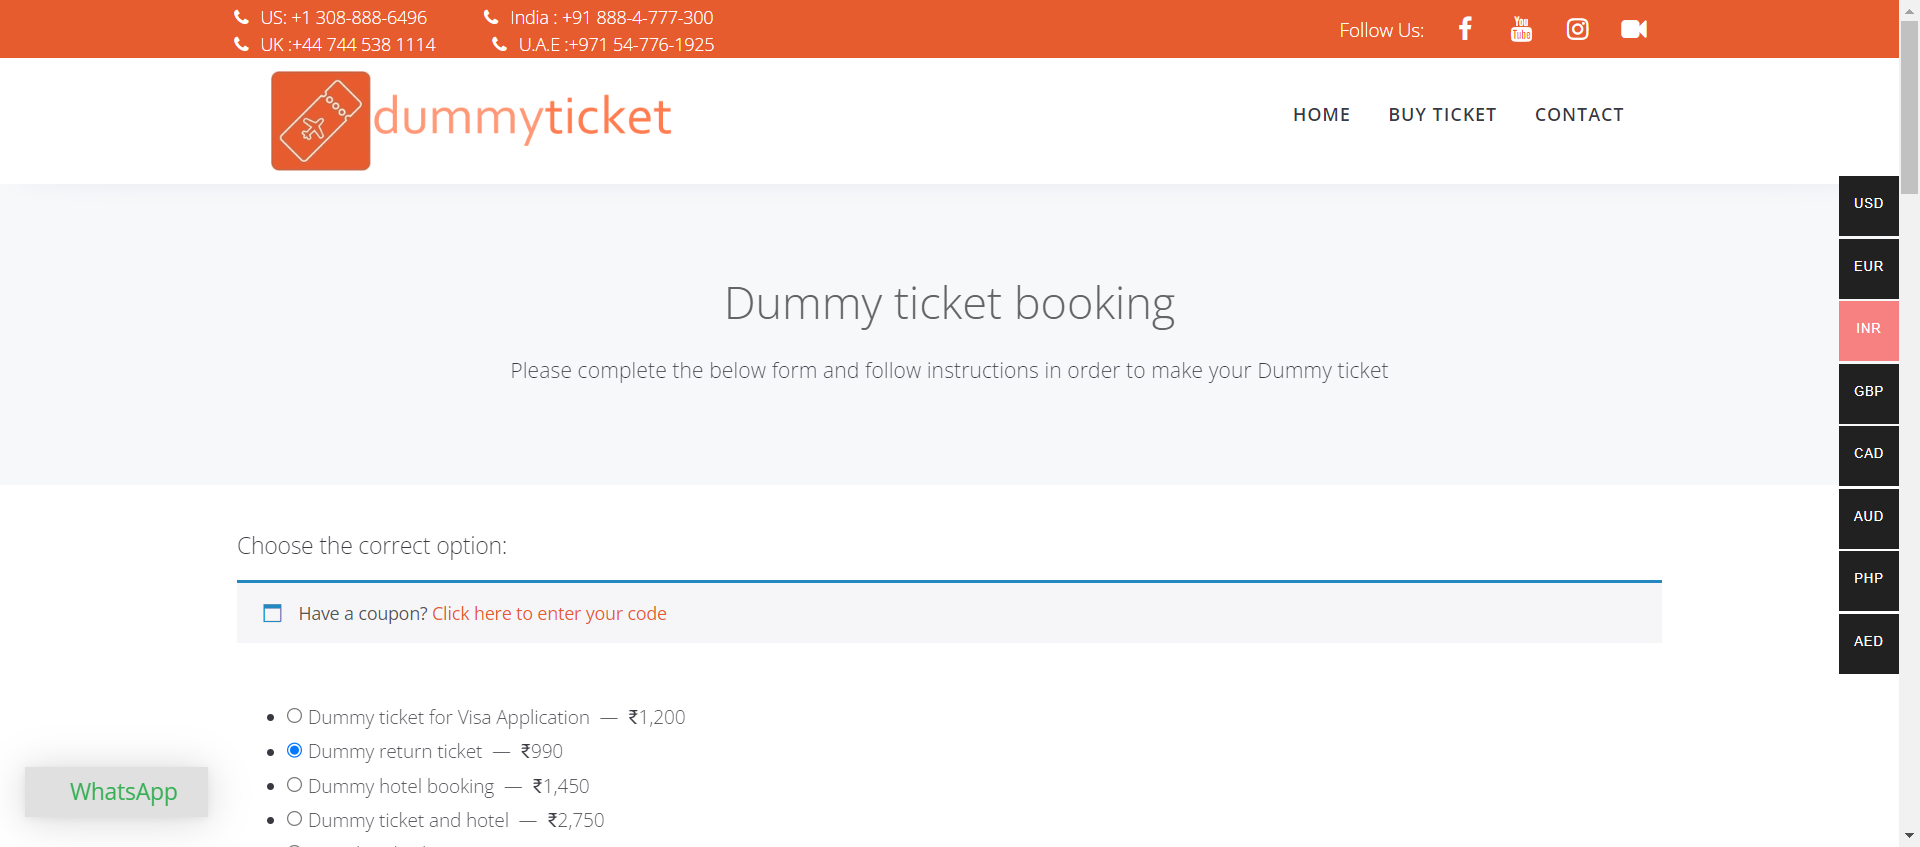 US: +1 308-888-6496
India : +91 888-4-777-300
UK :+44 744 538 1114
U.A.E :+971 54-776-1925
Follow Us:
You
Tube
dummyticket
HOME
BUY TICKET
CONTACT
USD
EUR
INR
GBP
CAD
AUD
PHP
AED
Dummy ticket booking
Please complete the below form and follow instructions in order to make your Dummy ticket
Choose the correct option:
Have a coupon? Click here to enter your code
Dummy ticket for Visa Application — ₹1,200
Dummy return ticket — ₹990
Dummy hotel booking — ₹1,450
Dummy ticket and hotel — ₹2,750
WhatsApp